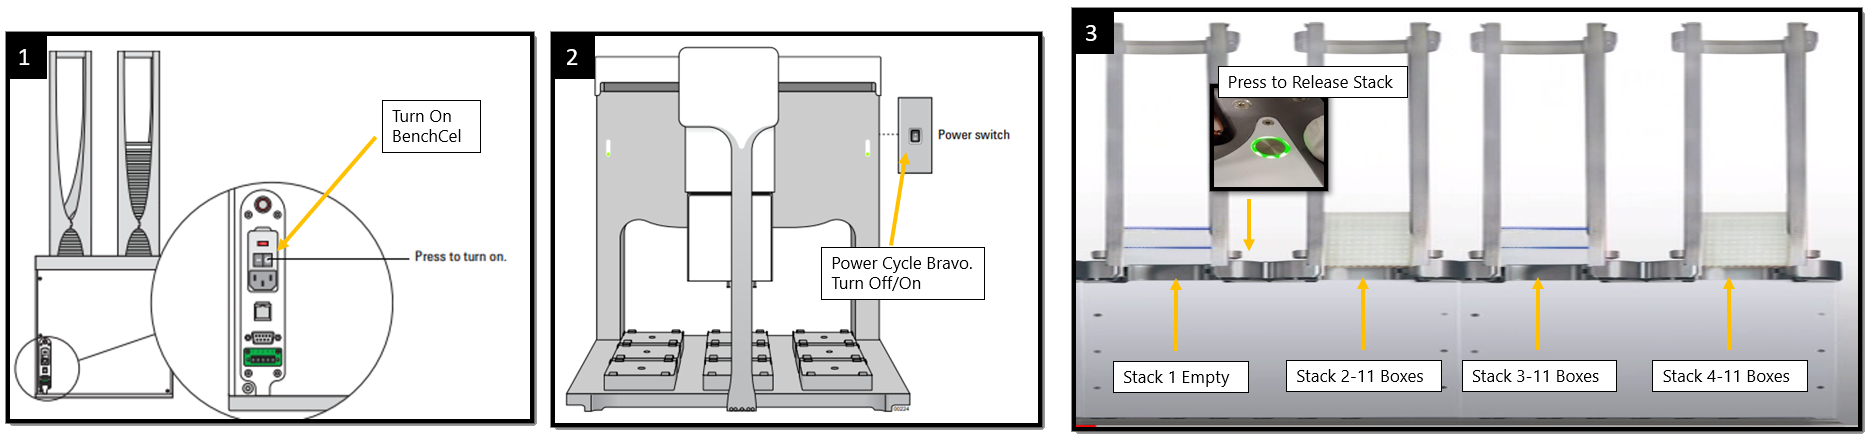 1
Turn On
BenchCel
Press to turn on.
2
Power switch
Power Cycle Bravo.
Turn Off/On
00224
3
Press to Release Stack
Stack 1 Empty
Stack 2-11 Boxes
Stack 3-11 Boxes
Stack 4-11 Boxes